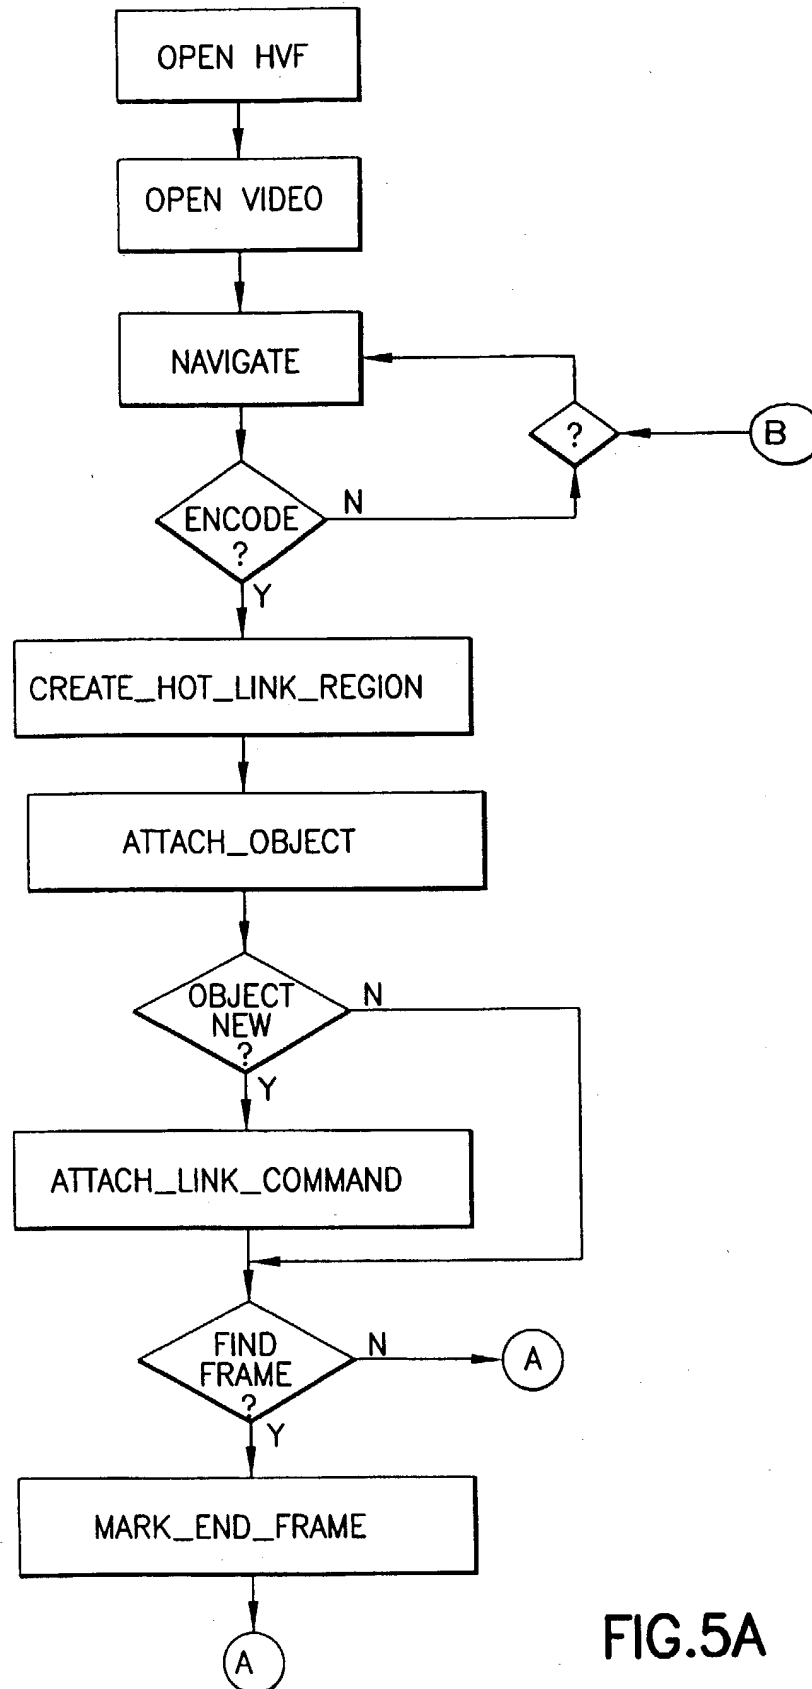 OPEN HVF
OPEN VIDEO
NAVIGATE
?
B
ENCODE
?
N
Y
CREATE_HOT_LINK_REGION
ATTACH_OBJECT
OBJECT
NEW
?
N
Y
ATTACH_LINK_COMMAND
FIND
FRAME
?
N
A
Y
MARK_END_FRAME
A
FIG.5A